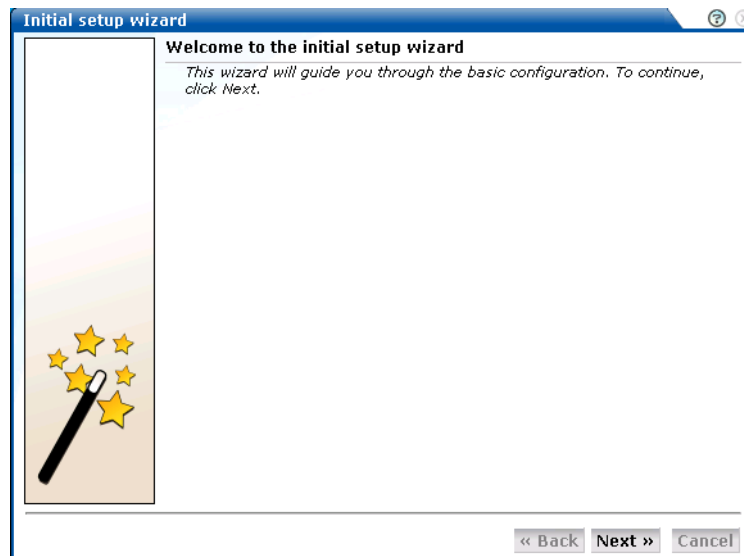 Initial setup wizard
?
Welcome to the initial setup wizard
This wizard will guide you through the basic configuration. To continue,
click Next.
« Back Next » Cancel